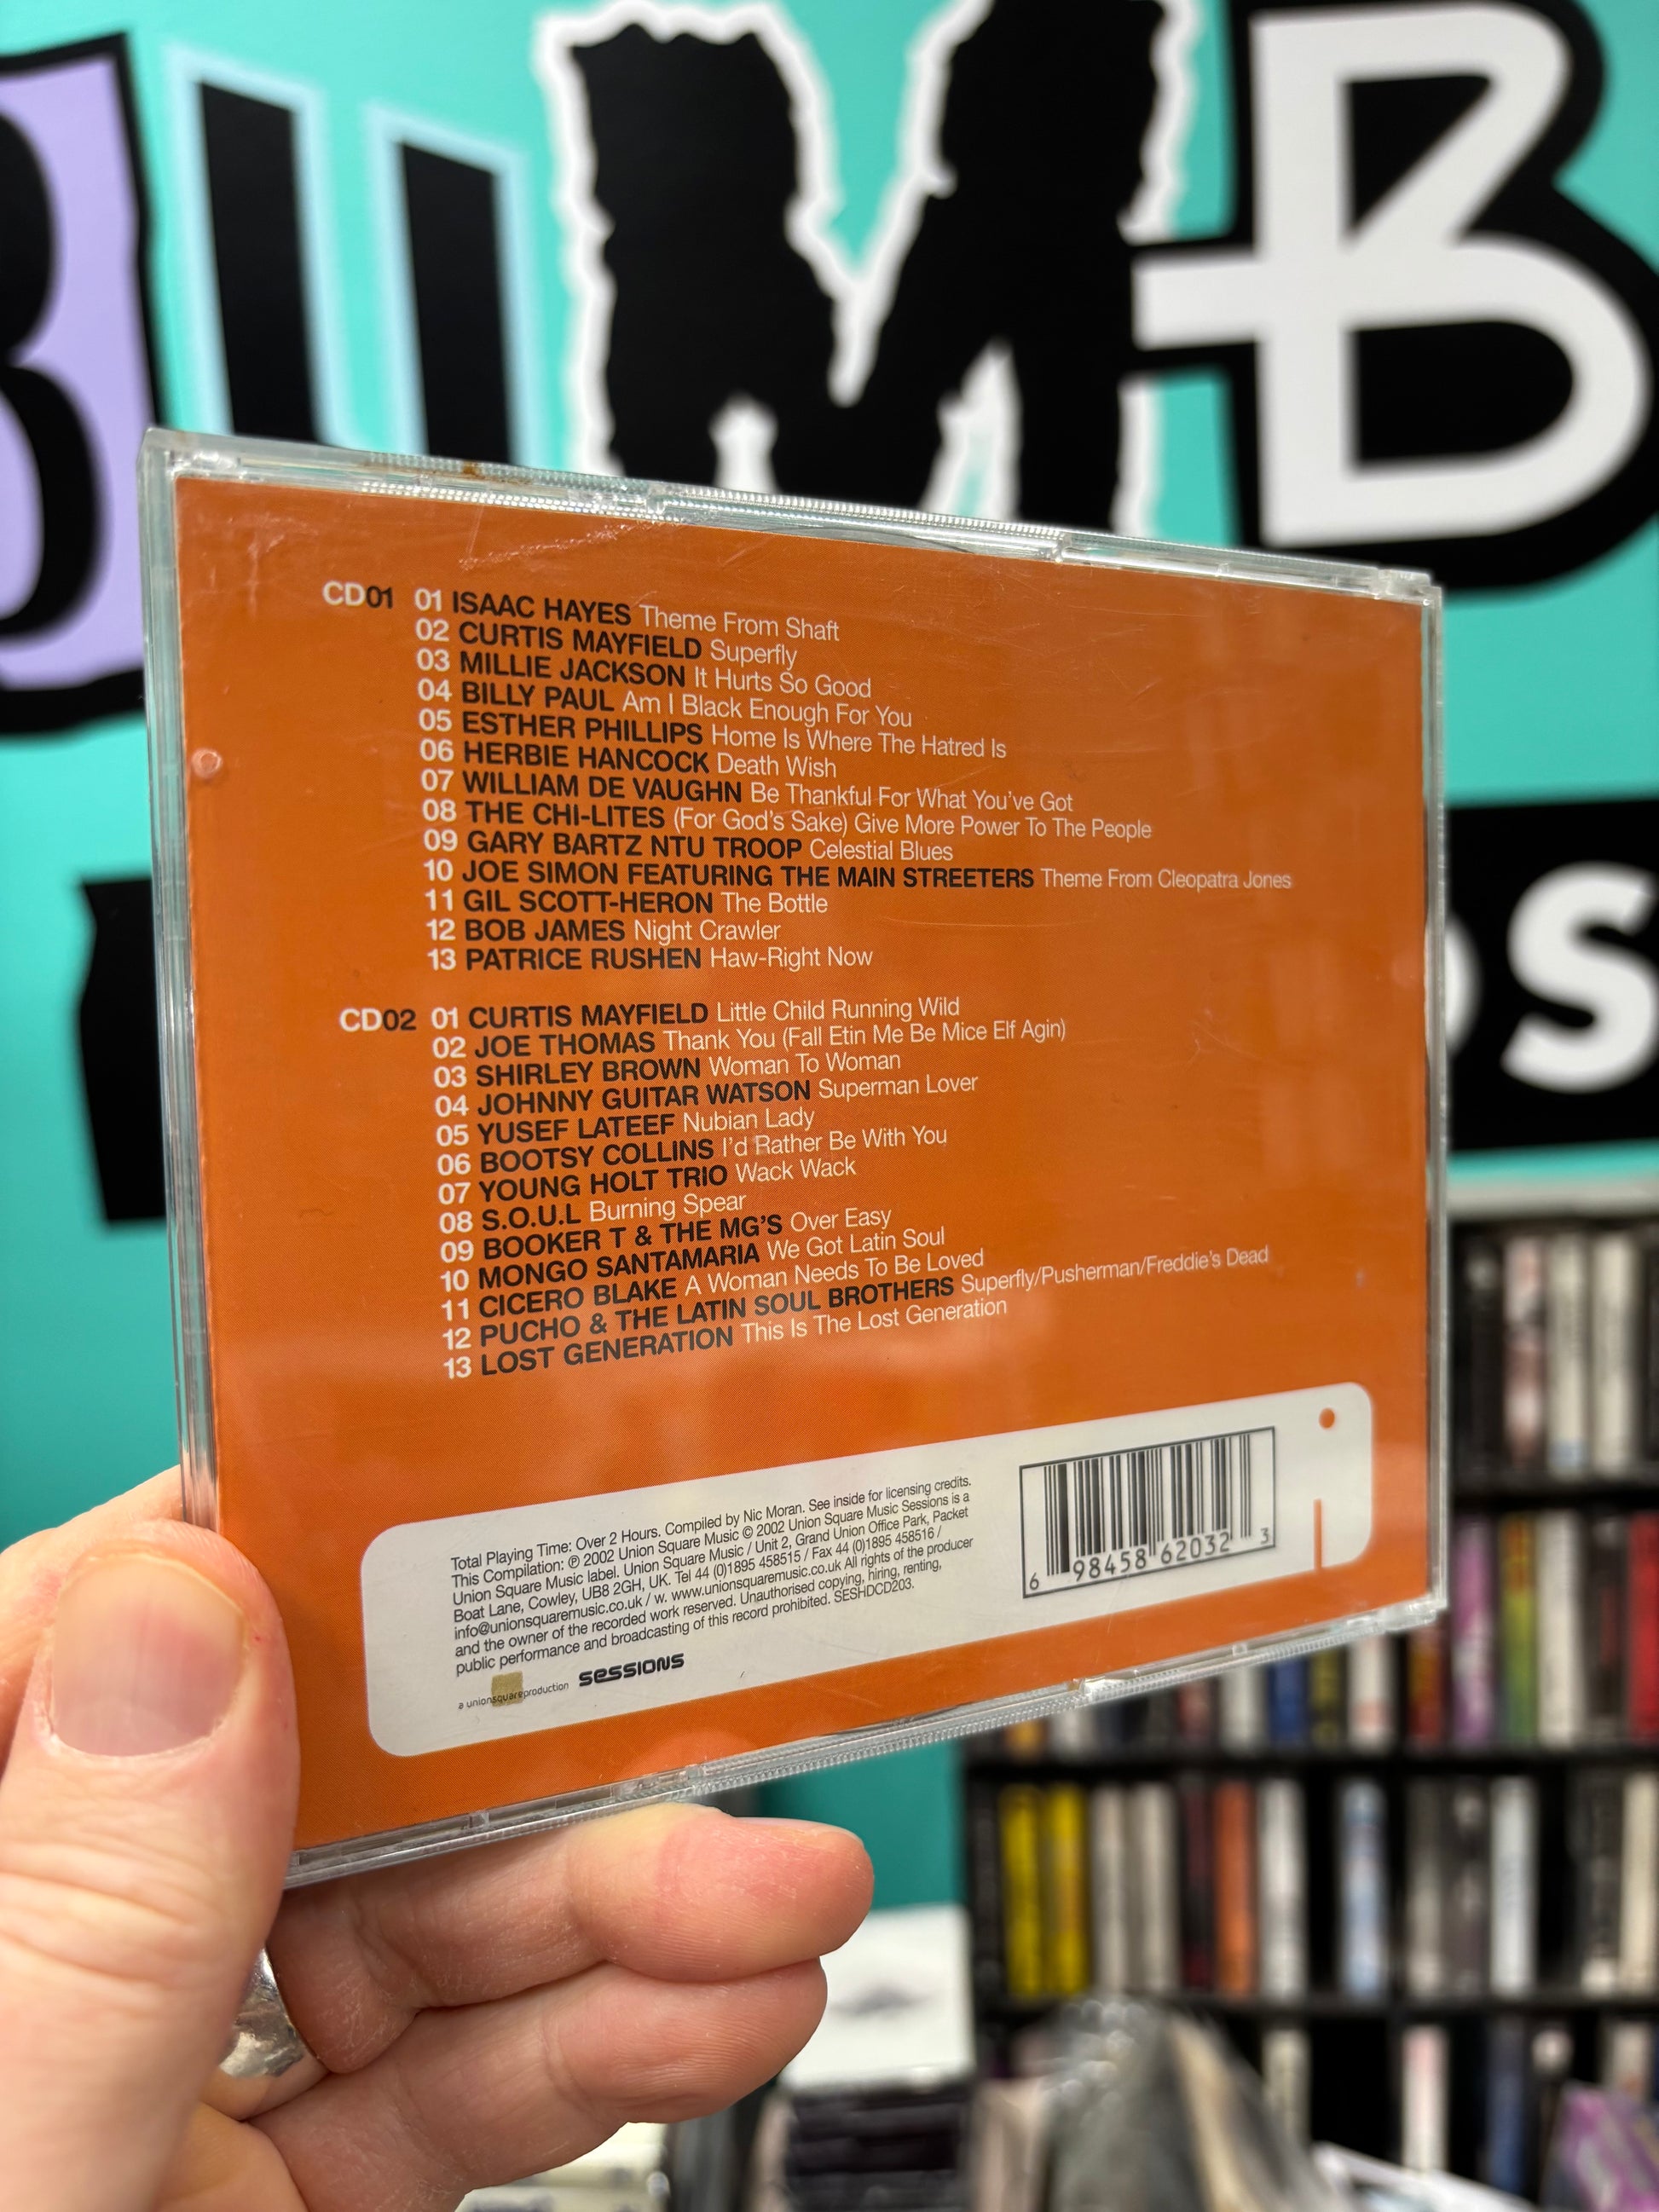 BUMB
CD01 01 ISAAC HAYES Theme From Shaft
02 CURTIS MAYFIELD Superfly
03 MILLIE JACKSON It Hurts So Good
04 BILLY PAUL Am I Black Enough For You
05 ESTHER PHILLIPS Home Is Where The Hatred Is
06 HERBIE HANCOCK Death Wish
07 WILLIAM DE VAUGHN Be Thankful For What You've Got
08 THE CHI-LITES (For God's Sake) Give More Power To The People
09 GARY BARTZ NTU TROOP Celestial Blues
10 JOE SIMON FEATURING THE MAIN STREETERS Theme From Cleopatra Jones
11 GIL SCOTT-HERON The Bottle
12 BOB JAMES Night Crawler
13 PATRICE RUSHEN Haw-Right Now
CD02 01 CURTIS MAYFIELD Little Child Running Wild
02 JOE THOMAS Thank You (Fall Etin Me Be Mice Elf Agin)
03 SHIRLEY BROWN Woman To Woman
04 JOHNNY GUITAR WATSON Superman Lover
05 YUSEF LATEEF Nubian Lady
06 BOOTSY COLLINS I'd Rather Be With You
07 YOUNG HOLT TRIO Wack Wack
08 S.O.U.L Burning Spear
09 BOOKER T & THE MG'S Over Easy
10 MONGO SANTAMARIA We Got Latin Soul
11 CICERO BLAKE A Woman Needs To Be Loved
12 PUCHO & THE LATIN SOUL BROTHERS Superfly/Pusherman/Freddie's Dead
13 LOST GENERATION This Is The Lost Generation
Total Playing Time: Over 2 Hours. Compiled by Nic Moran. See inside for licensing credits.
This Compilation: ℗ 2002 Union Square Music © 2002 Union Square Music Sessions is a
Union Square Music label. Union Square Music / Unit 2, Grand Union Office Park, Packet
Boat Lane, Cowley, UB8 2GH, UK. Tel 44 (0)1895 458515 / Fax 44 (0)1895 458516 /
info@unionsquaremusic.co.uk / w. www.unionsquaremusic.co.uk All rights of the producer
and the owner of the recorded work reserved. Unauthorised copying, hiring, renting,
public performance and broadcasting of this record prohibited. SESHDCD203.
a unionsquareproduction sessions
6 98458 62032 3